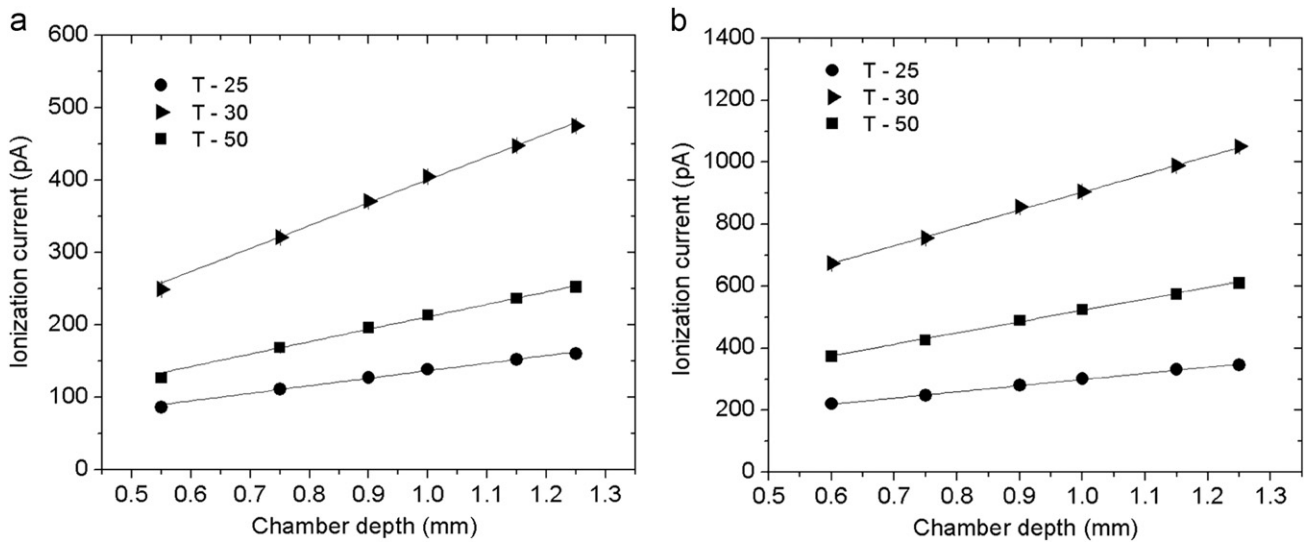 a
600
500
400
300
200
100
0
Ionization current (pA)
T - 25
T - 30
T - 50
0.5 0.6 0.7 0.8 0.9 1.0 1.1 1.2 1.3
Chamber depth (mm)
b
1400
1200
1000
800
600
400
200
0
Ionization current (pA)
T - 25
T - 30
T - 50
0.5 0.6 0.7 0.8 0.9 1.0 1.1 1.2 1.3
Chamber depth (mm)